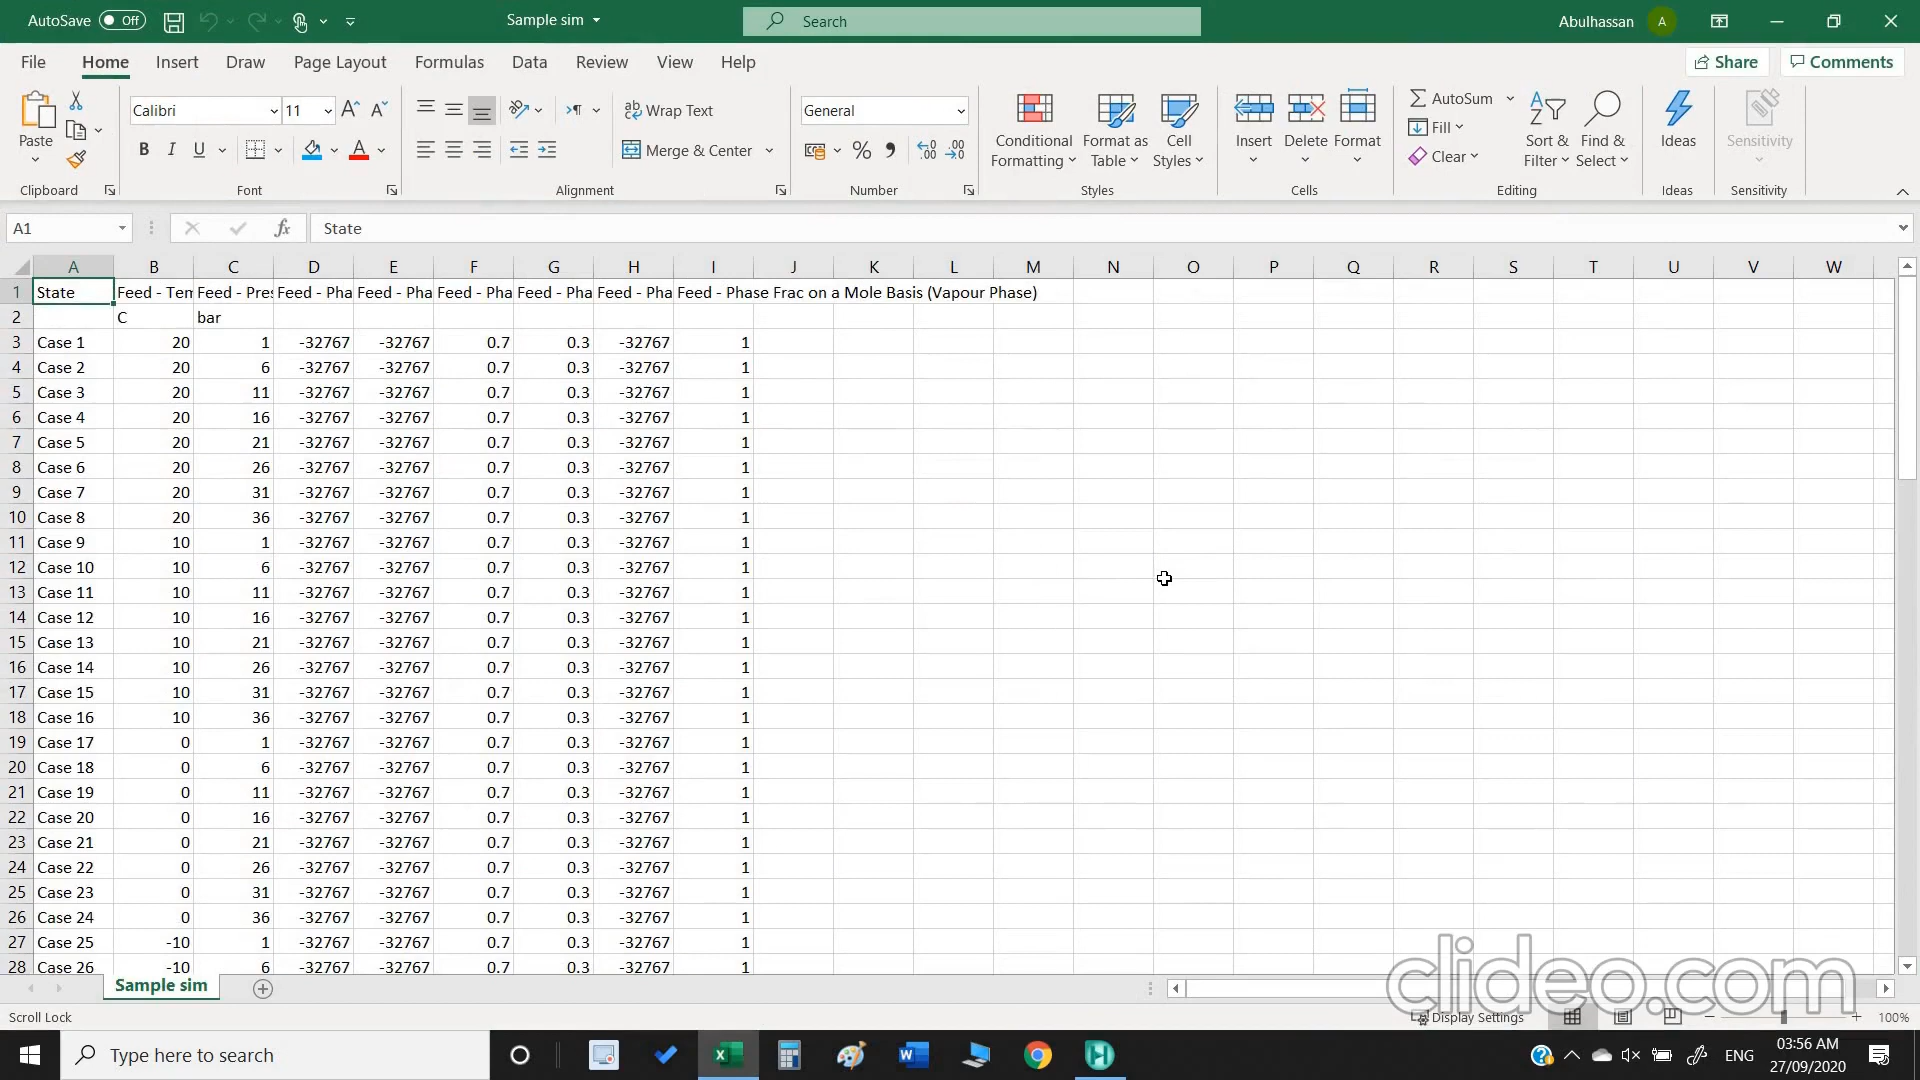 AutoSave Off Sample sim Search Abulhassan A
File Home Insert Draw Page Layout Formulas Data Review View Help Share Comments
Calibri 11 Wrap Text General AutoSum
Paste Conditional Format as Cell Insert Delete Format Fill Sort & Find & Ideas Sensitivity
B I U A Merge & Center % Formatting Table Styles Clear Filter Select
Clipboard Font Alignment Number Styles Cells Editing Ideas Sensitivity
A1 fx State
A B C D E F G H I J K L M N O P Q R S T U V W
1 State Feed - Ten Feed - Pres Feed - Pha Feed - Pha Feed - Pha Feed - Pha Feed - Pha Feed - Phase Frac on a Mole Basis (Vapour Phase)
2 C bar
3 Case 1 20 1 -32767 -32767 0.7 0.3 -32767 1
4 Case 2 20 6 -32767 -32767 0.7 0.3 -32767 1
5 Case 3 20 11 -32767 -32767 0.7 0.3 -32767 1
6 Case 4 20 16 -32767 -32767 0.7 0.3 -32767 1
7 Case 5 20 21 -32767 -32767 0.7 0.3 -32767 1
8 Case 6 20 26 -32767 -32767 0.7 0.3 -32767 1
9 Case 7 20 31 -32767 -32767 0.7 0.3 -32767 1
10 Case 8 20 36 -32767 -32767 0.7 0.3 -32767 1
11 Case 9 10 1 -32767 -32767 0.7 0.3 -32767 1
12 Case 10 10 6 -32767 -32767 0.7 0.3 -32767 1
13 Case 11 10 11 -32767 -32767 0.7 0.3 -32767 1
14 Case 12 10 16 -32767 -32767 0.7 0.3 -32767 1
15 Case 13 10 21 -32767 -32767 0.7 0.3 -32767 1
16 Case 14 10 26 -32767 -32767 0.7 0.3 -32767 1
17 Case 15 10 31 -32767 -32767 0.7 0.3 -32767 1
18 Case 16 10 36 -32767 -32767 0.7 0.3 -32767 1
19 Case 17 0 1 -32767 -32767 0.7 0.3 -32767 1
20 Case 18 0 6 -32767 -32767 0.7 0.3 -32767 1
21 Case 19 0 11 -32767 -32767 0.7 0.3 -32767 1
22 Case 20 0 16 -32767 -32767 0.7 0.3 -32767 1
23 Case 21 0 21 -32767 -32767 0.7 0.3 -32767 1
24 Case 22 0 26 -32767 -32767 0.7 0.3 -32767 1
25 Case 23 0 31 -32767 -32767 0.7 0.3 -32767 1
26 Case 24 0 36 -32767 -32767 0.7 0.3 -32767 1
27 Case 25 -10 1 -32767 -32767 0.7 0.3 -32767 1
28 Case 26 -10 6 -32767 -32767 0.7 0.3 -32767 1
Sample sim
clideo.com
Scroll Lock Display Settings 100%
Type here to search ENG 03:56 AM
27/09/2020